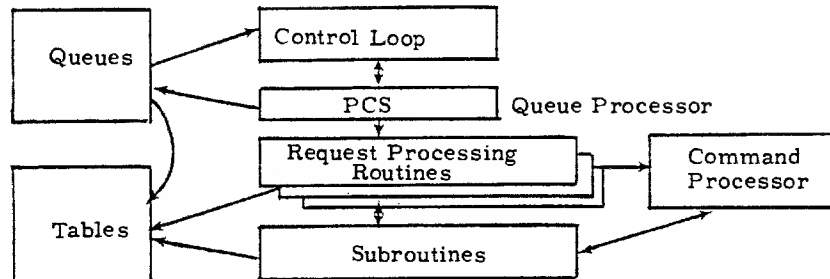 Queues
Control Loop
PCS
Queue Processor
Request Processing
Routines
Command
Processor
Tables
Subroutines